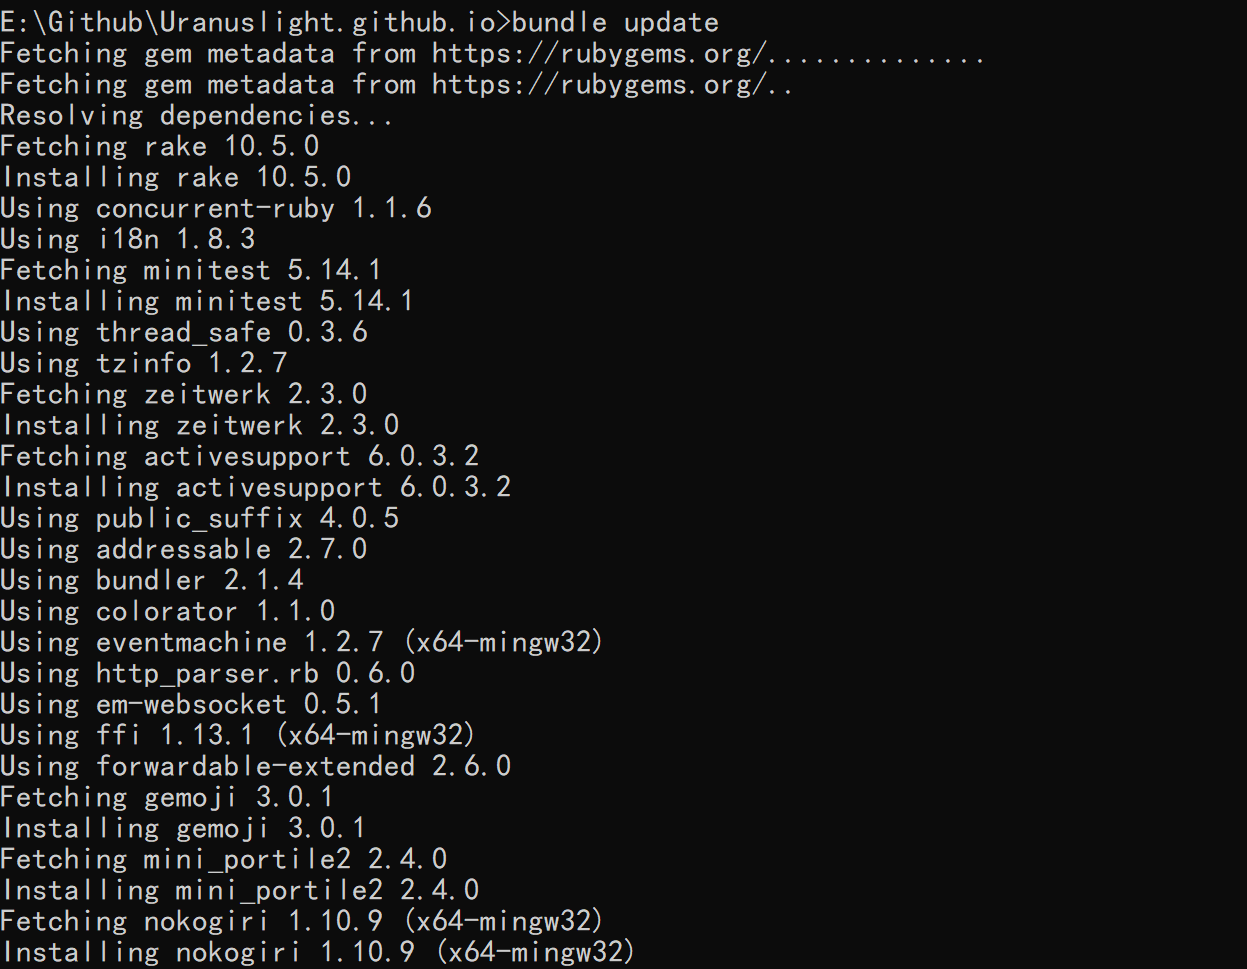 E:\Github\Uranuslight.github.io>bundle update
Fetching gem metadata from https://rubygems.org/..............
Fetching gem metadata from https://rubygems.org/..
Resolving dependencies...
Fetching rake 10.5.0
Installing rake 10.5.0
Using concurrent-ruby 1.1.6
Using i18n 1.8.3
Fetching minitest 5.14.1
Installing minitest 5.14.1
Using thread_safe 0.3.6
Using tzinfo 1.2.7
Fetching zeitwerk 2.3.0
Installing zeitwerk 2.3.0
Fetching activesupport 6.0.3.2
Installing activesupport 6.0.3.2
Using public_suffix 4.0.5
Using addressable 2.7.0
Using bundler 2.1.4
Using colorator 1.1.0
Using eventmachine 1.2.7 (x64-mingw32)
Using http_parser.rb 0.6.0
Using em-websocket 0.5.1
Using ffi 1.13.1 (x64-mingw32)
Using forwardable-extended 2.6.0
Fetching gemoji 3.0.1
Installing gemoji 3.0.1
Fetching mini_portile2 2.4.0
Installing mini_portile2 2.4.0
Fetching nokogiri 1.10.9 (x64-mingw32)
Installing nokogiri 1.10.9 (x64-mingw32)